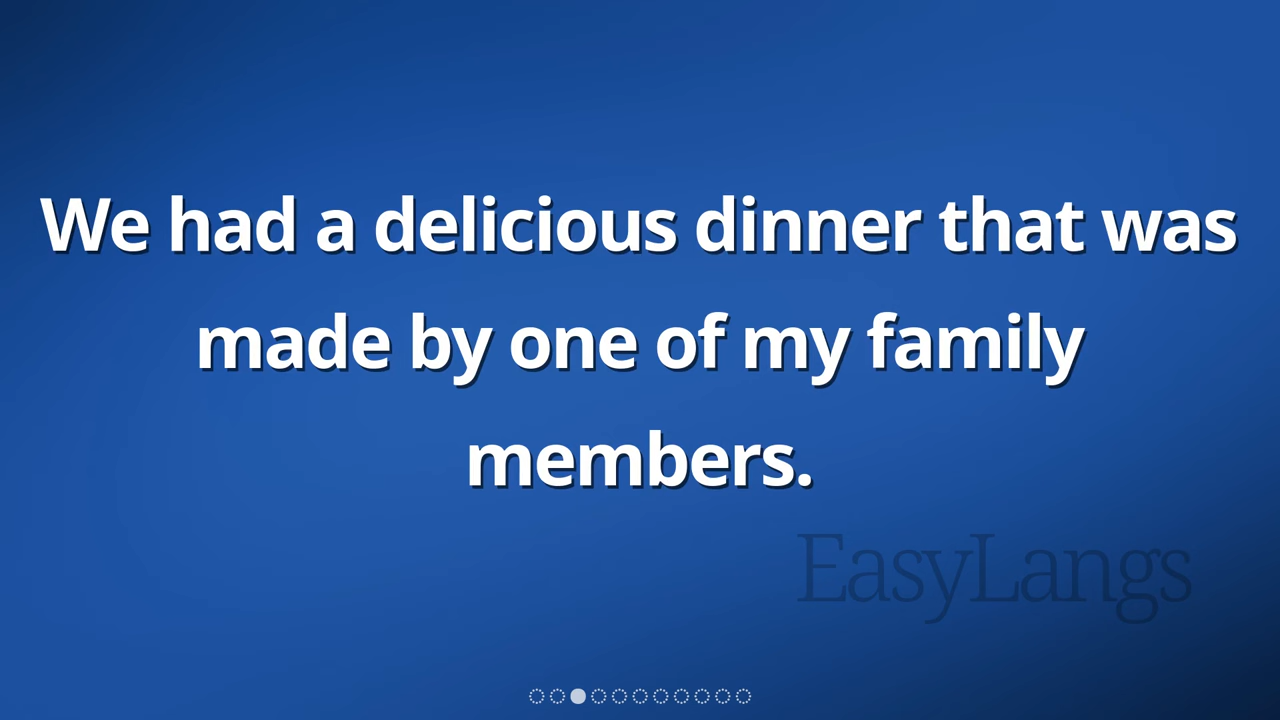 We had a delicious dinner that was
made by one of my family
members.
EasyLangs